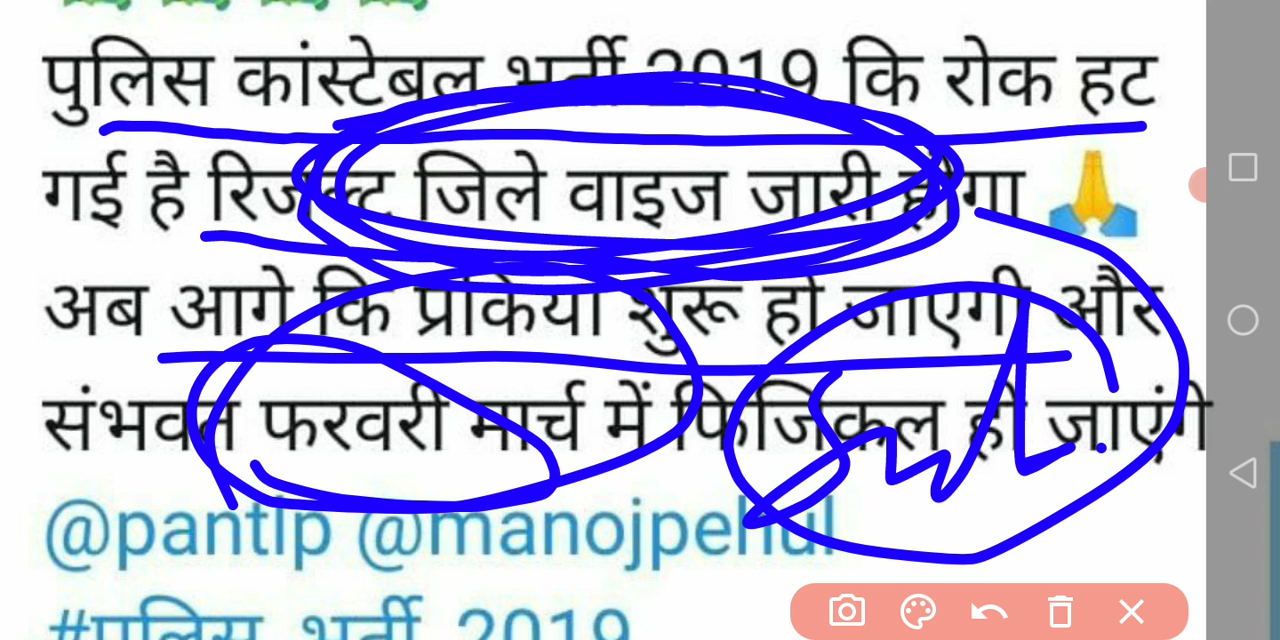 पुलिस कांस्टेबल भर्ती 2019 कि रोक हट
गई है रिजल्ट जिले वाइज जारी होगा 🙏
अब आगे कि प्रकिया शुरू हो जाएगी और
संभवत फरवरी मार्च में फिजिकल हो जाएंगे
@pantlp @manojpehul
#पुलिस_भर्ती_2019